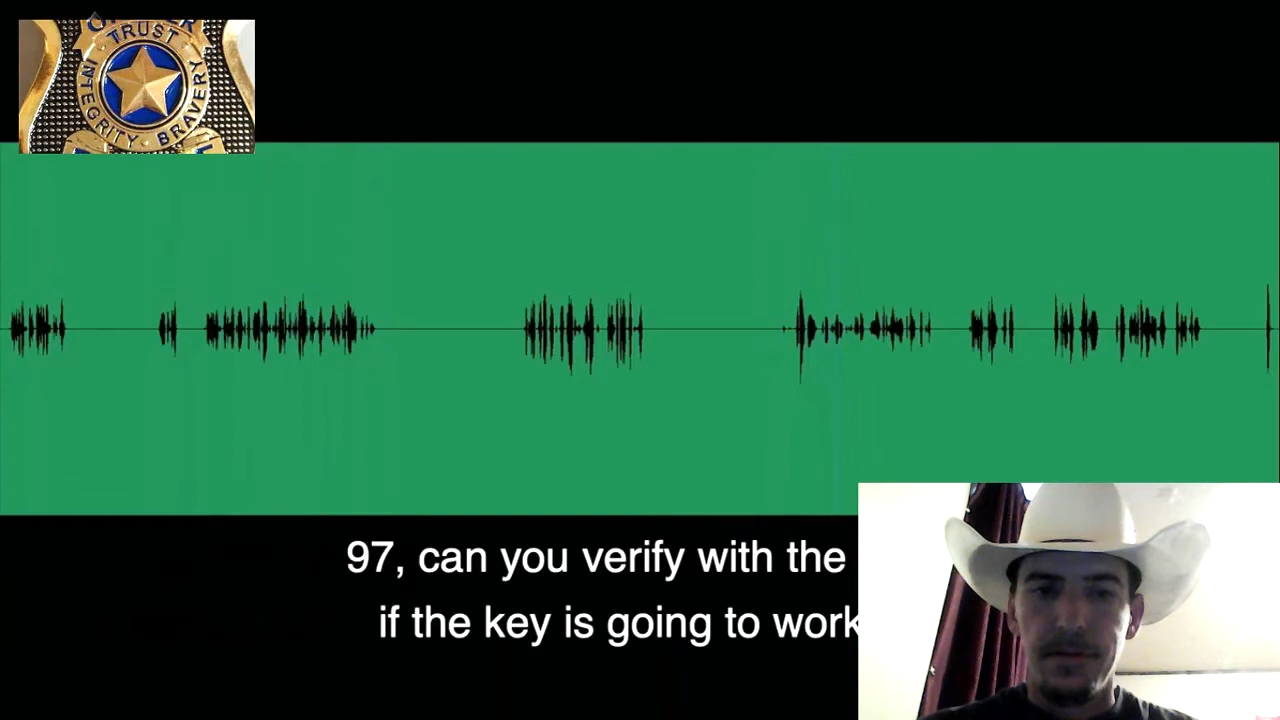 TRUST
INTEGRITY BRAVERY
97, can you verify with the
if the key is going to work